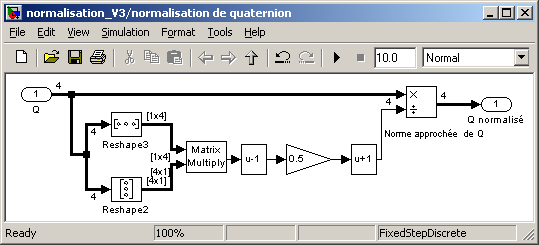 normalisation_V3/normalisation de quaternion
File Edit View Simulation Format Tools Help
10.0 Normal
4 4
1 1
Q [1x4] 4 Q normalisé
4 Reshape3 Norme approchée de Q
[1x4] Matrix Multiply u-1 0.5 u+1
[4x1]
4 [4x1]
Reshape2
Ready 100% FixedStepDiscrete